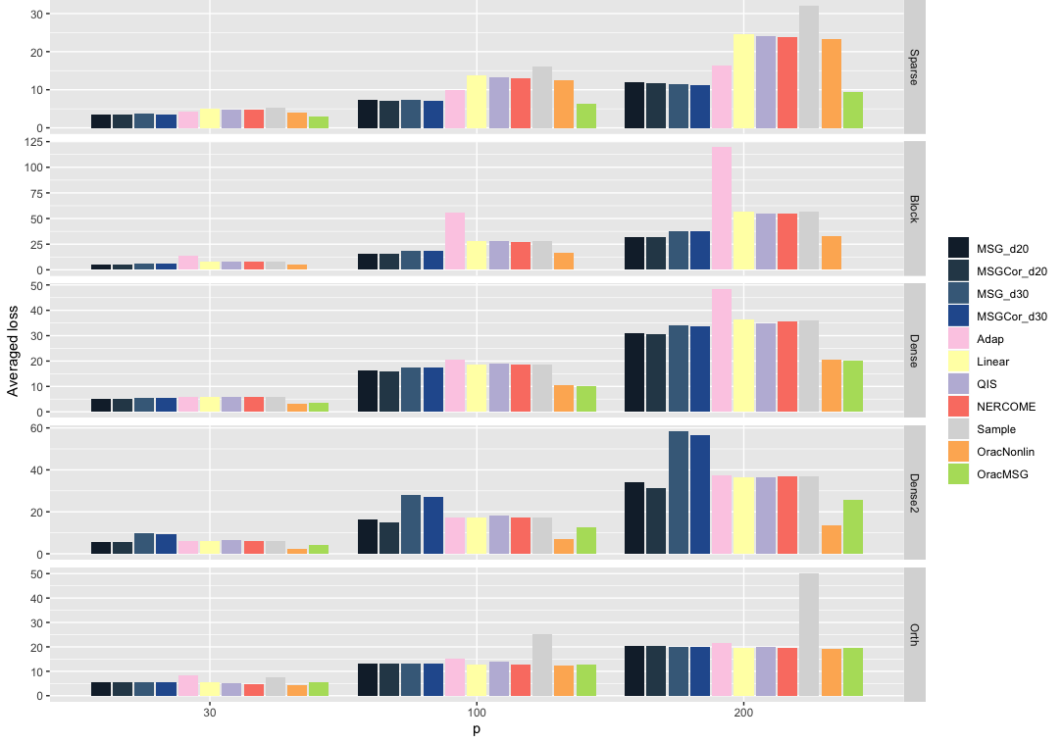 Averaged loss
30
20
10
0
Sparse
125
100
75
50
25
0
Block
50
40
30
20
10
0
Dense
60
40
20
0
Dense2
50
40
30
20
10
0
Orth
30
100
200
p
MSG_d20
MSGCor_d20
MSG_d30
MSGCor_d30
Adap
Linear
QIS
NERCOME
Sample
OracNonlin
OracMSG